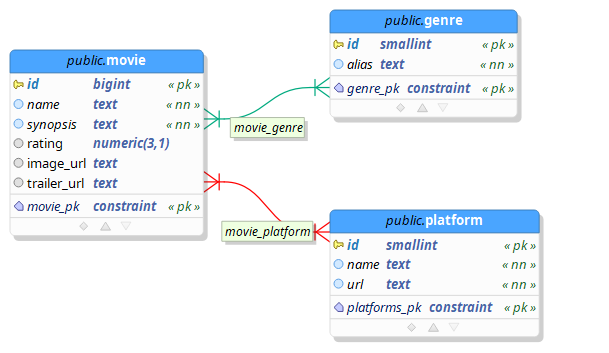 public.movie
id bigint « pk »
name text « nn »
synopsis text « nn »
rating numeric(3,1)
image_url text
trailer_url text
movie_pk constraint « pk »
movie_genre
movie_platform
public.genre
id smallint « pk »
alias text « nn »
genre_pk constraint « pk »
public.platform
id smallint « pk »
name text « nn »
url text « nn »
platforms_pk constraint « pk »